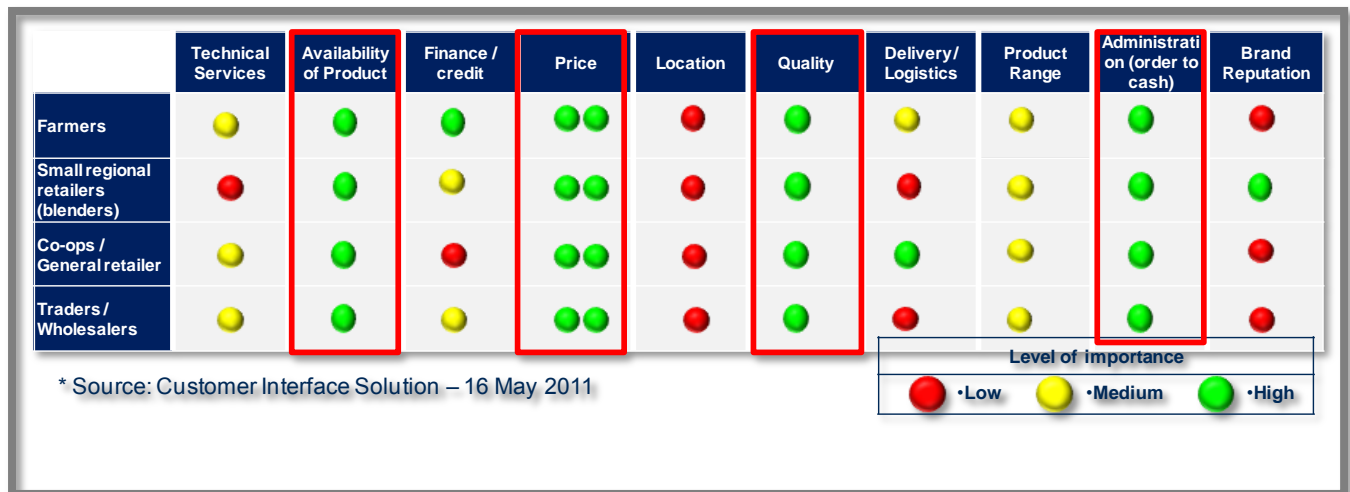 Technical
Services
Availability
of Product
Finance /
credit
Price
Location
Quality
Delivery /
Logistics
Product
Range
Administrati
on (order to
cash)
Brand
Reputation
Farmers
Small regional
retailers
(blenders)
Co-ops /
General retailer
Traders /
Wholesalers
Level of importance
•Low
•Medium
•High
* Source: Customer Interface Solution – 16 May 2011